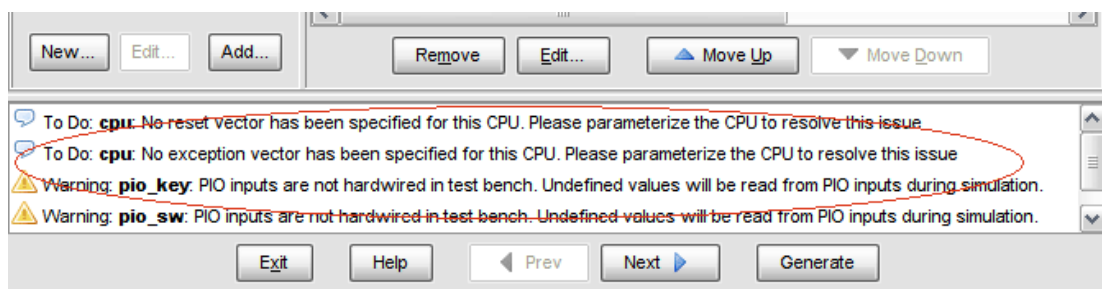 New... Edit... Add... Remove Edit... Move Up Move Down
To Do: cpu: No reset vector has been specified for this CPU. Please parameterize the CPU to resolve this issue
To Do: cpu: No exception vector has been specified for this CPU. Please parameterize the CPU to resolve this issue
Warning: pio_key: PIO inputs are not hardwired in test bench. Undefined values will be read from PIO inputs during simulation.
Warning: pio_sw: PIO inputs are not hardwired in test bench. Undefined values will be read from PIO inputs during simulation.
Exit Help Prev Next Generate